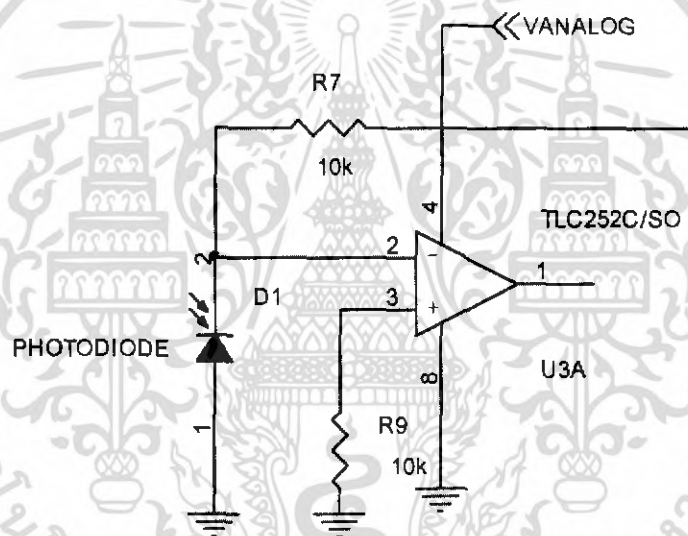 VANALOG
R7
10k
4
TLC252C/SO
2
2
-
1
D1
3
+
PHOTODIODE
U3A
8
1
R9
10k